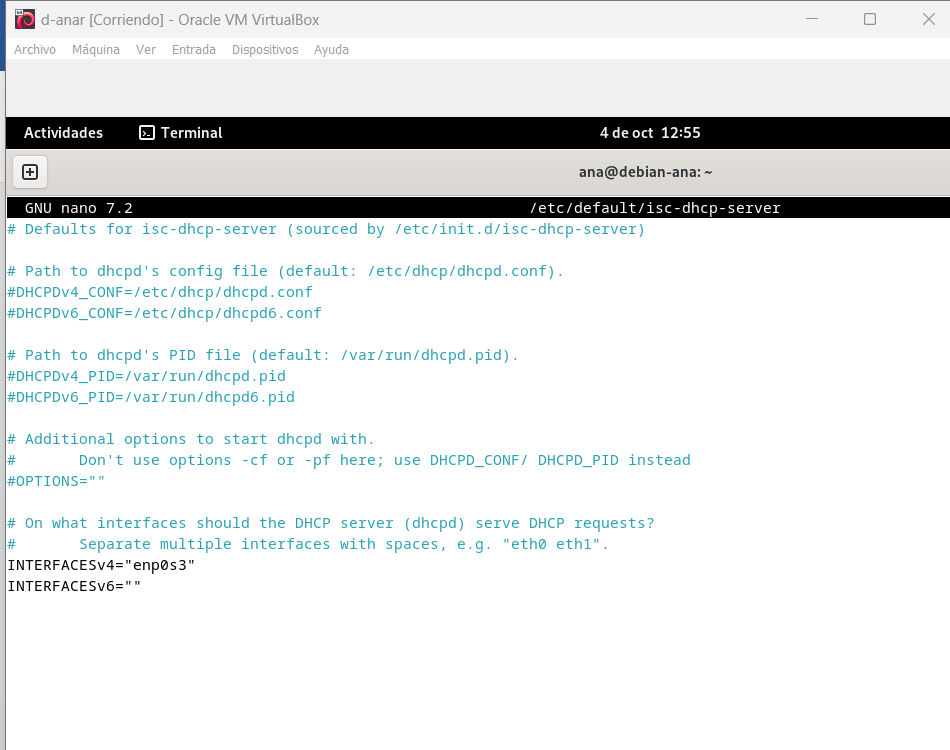 d-anar [Corriendo] - Oracle VM VirtualBox
Archivo Máquina Ver Entrada Dispositivos Ayuda
Actividades Terminal 4 de oct 12:55
ana@debian-ana: ~
GNU nano 7.2 /etc/default/isc-dhcp-server
# Defaults for isc-dhcp-server (sourced by /etc/init.d/isc-dhcp-server)
# Path to dhcpd's config file (default: /etc/dhcp/dhcpd.conf).
#DHCPDv4_CONF=/etc/dhcp/dhcpd.conf
#DHCPDv6_CONF=/etc/dhcp/dhcpd6.conf
# Path to dhcpd's PID file (default: /var/run/dhcpd.pid).
#DHCPDv4_PID=/var/run/dhcpd.pid
#DHCPDv6_PID=/var/run/dhcpd6.pid
# Additional options to start dhcpd with.
#       Don't use options -cf or -pf here; use DHCPD_CONF/ DHCPD_PID instead
#OPTIONS=""
# On what interfaces should the DHCP server (dhcpd) serve DHCP requests?
#       Separate multiple interfaces with spaces, e.g. "eth0 eth1".
INTERFACESv4="enp0s3"
INTERFACESv6=""